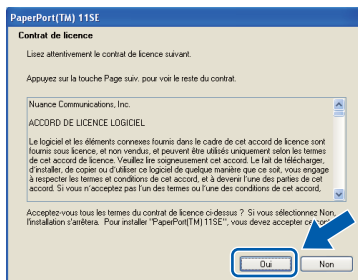 PaperPort(TM) 11SE
Contrat de licence
Lisez attentivement le contrat de licence suivant.
Appuyez sur la touche Page suiv. pour voir le reste du contrat.
Nuance Communications, Inc.
ACCORD DE LICENCE LOGICIEL
Le logiciel et les éléments connexes fournis dans le cadre de cet accord de licence sont
fournis sous licence, et non vendus, et peuvent être utilisés uniquement selon les termes
de cet accord de licence. Veuillez lire soigneusement cet accord. Le fait de télécharger,
d'installer, de copier ou d'utiliser ce logiciel de quelque manière que ce soit, vous engage
à respecter les termes et conditions de cet accord, et à devenir l'une des parties de cet
accord. Si vous n'acceptez pas l'un des termes ou l'une des conditions de cet accord,
Acceptez-vous tous les termes du contrat de licence ci-dessus ? Si vous sélectionnez Non,
l'installation s'arrêtera. Pour installer "PaperPort(TM) 11SE", vous devez accepter
Oui
Non